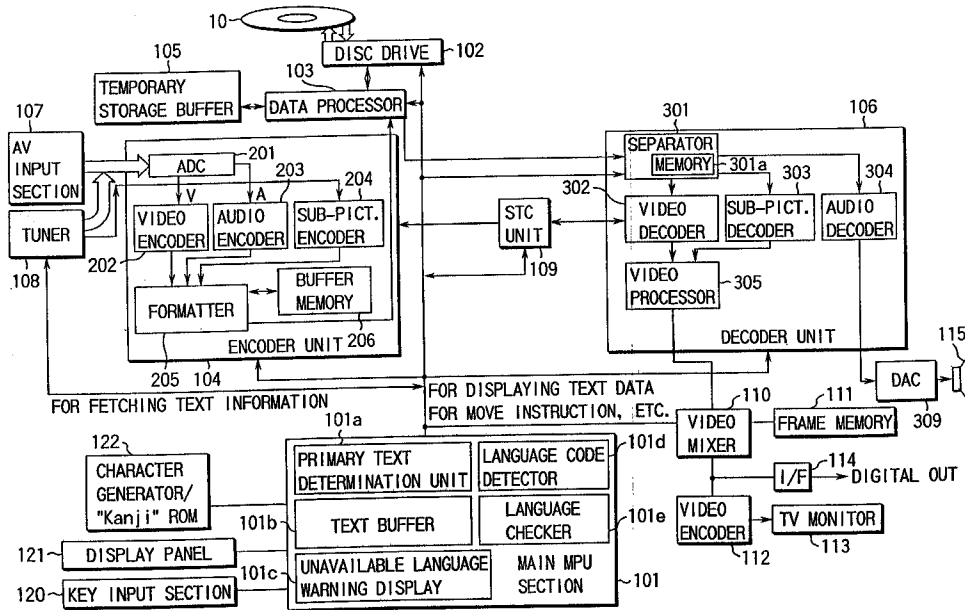 10
DISC DRIVE
102
105
103
TEMPORARY
STORAGE BUFFER
DATA PROCESSOR
107
AV
INPUT
SECTION
ADC
201
203
204
V
A
VIDEO
ENCODER
AUDIO
ENCODER
SUB-PICT.
ENCODER
TUNER
108
202
FORMATTER
BUFFER
MEMORY
206
205
104
ENCODER UNIT
STC
UNIT
109
106
301
SEPARATOR
MEMORY
301a
302
303
304
VIDEO
DECODER
SUB-PICT.
DECODER
AUDIO
DECODER
VIDEO
PROCESSOR
305
DECODER UNIT
115
DAC
309
FOR FETCHING TEXT INFORMATION
FOR DISPLAYING TEXT DATA
FOR MOVE INSTRUCTION, ETC.
110
111
VIDEO
MIXER
FRAME MEMORY
114
I/F
DIGITAL OUT
VIDEO
ENCODER
112
TV MONITOR
113
122
CHARACTER
GENERATOR/
"Kanji" ROM
101a
101d
PRIMARY TEXT
DETERMINATION UNIT
LANGUAGE CODE
DETECTOR
101b
TEXT BUFFER
LANGUAGE
CHECKER
101e
121
DISPLAY PANEL
101c
UNAVAILABLE LANGUAGE
WARNING DISPLAY
MAIN MPU
SECTION
101
120
KEY INPUT SECTION